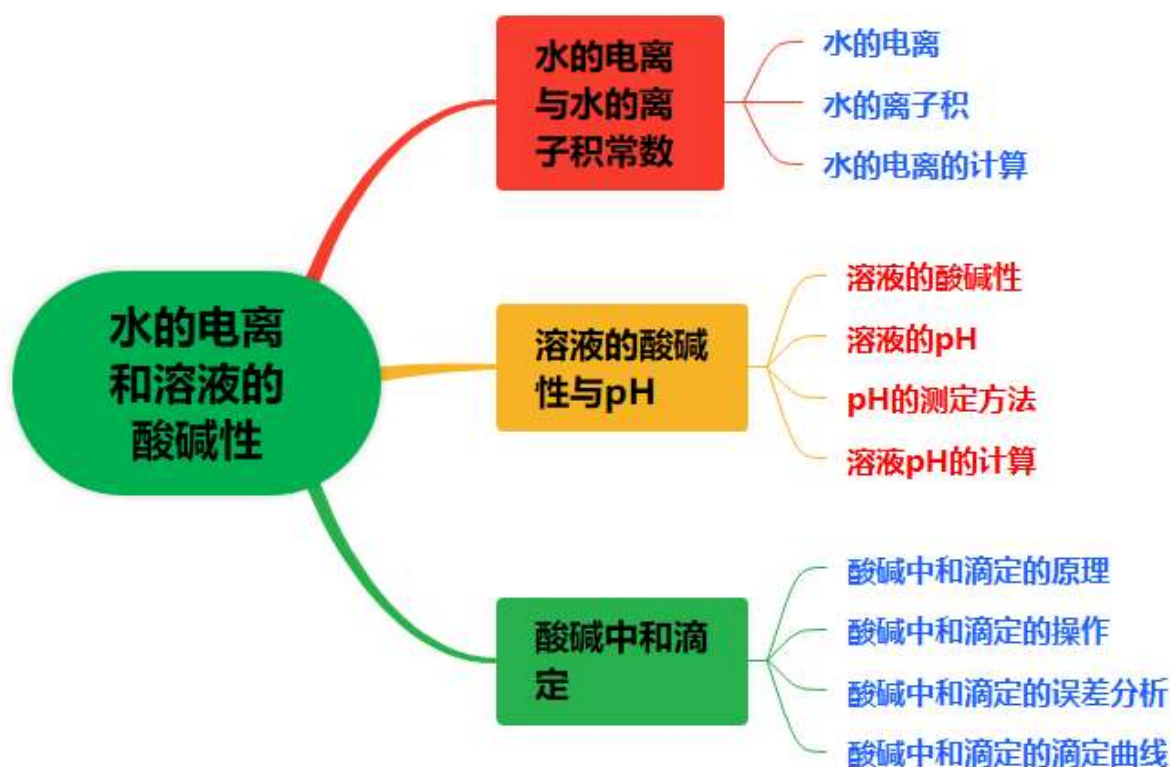 水的电离
和溶液的
酸碱性
水的电离
与水的离
子积常数
水的电离
水的离子积
水的电离的计算
溶液的酸碱
性与pH
溶液的酸碱性
溶液的pH
pH的测定方法
溶液pH的计算
酸碱中和滴
定
酸碱中和滴定的原理
酸碱中和滴定的操作
酸碱中和滴定的误差分析
酸碱中和滴定的滴定曲线